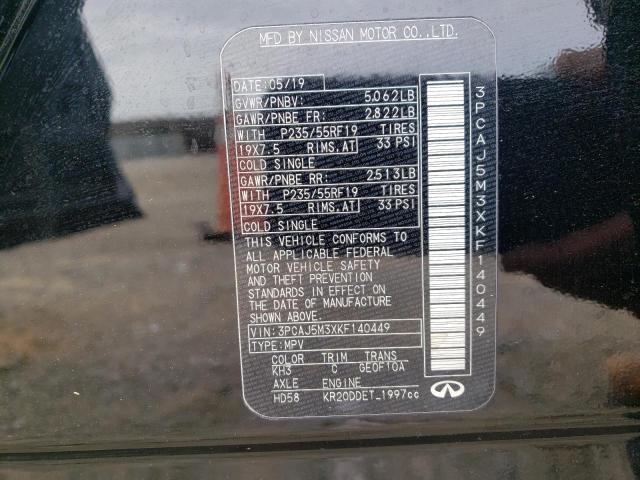 MFD BY NISSAN MOTOR CO.,LTD.
DATE: 05/19
GVWR/PNBV: 5,062LB
GAWR/PNBE FR: 2,822LB
WITH P235/55RF19 TIRES
19X7.5 RIMS,AT 33 PSI
COLD SINGLE
GAWR/PNBE RR: 2,513LB
WITH P235/55RF19 TIRES
19X7.5 RIMS,AT 33 PSI
COLD SINGLE
THIS VEHICLE CONFORMS TO
ALL APPLICABLE FEDERAL
MOTOR VEHICLE SAFETY
AND THEFT PREVENTION
STANDARDS IN EFFECT ON
THE DATE OF MANUFACTURE
SHOWN ABOVE.
VIN: 3PCAJ5M3XKF140449
TYPE: MPV
COLOR TRIM TRANS
KH3 C GE0F10A
AXLE ENGINE
HD58 KR20DDET_1997cc
3PCAJ5M3XKF140449